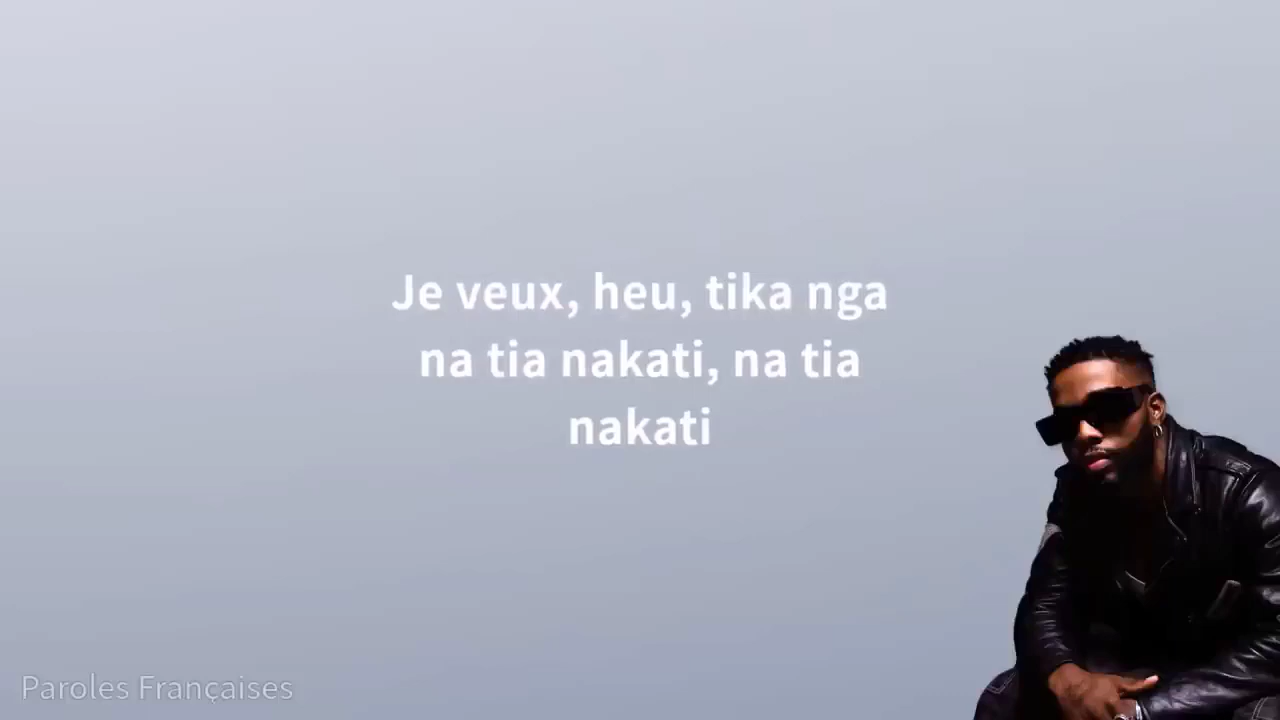 Je veux, heu, tika nga
na tia nakati, na tia
nakati
Paroles Françaises